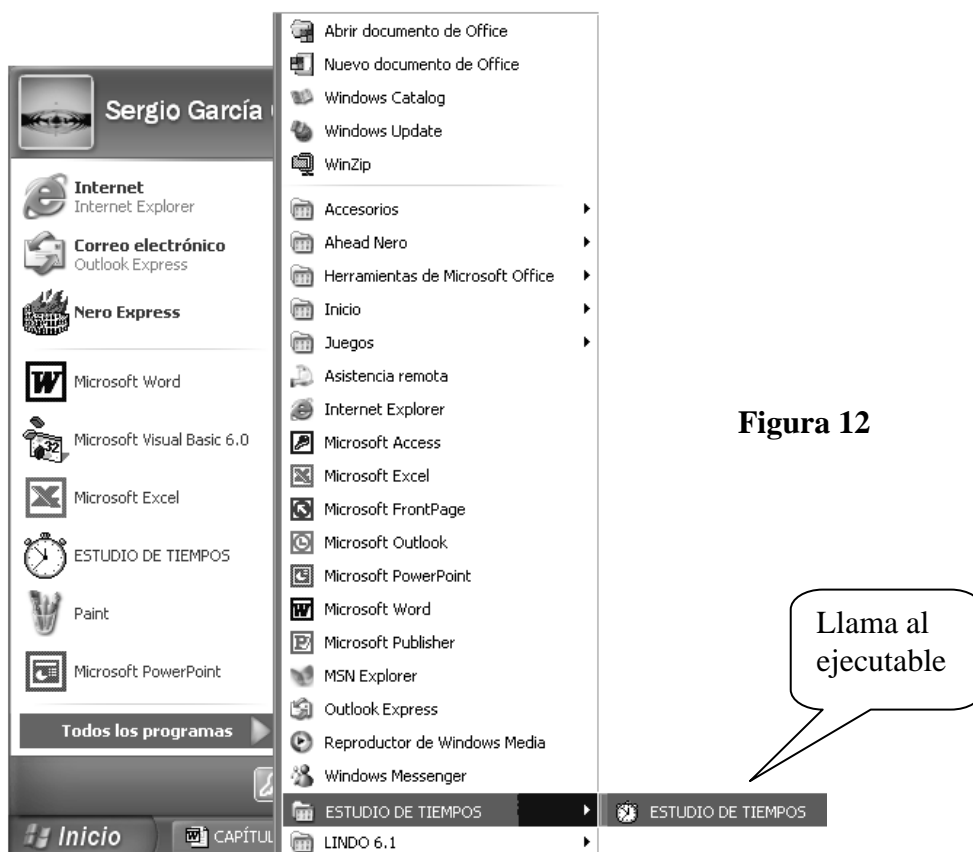 Sergio García
Internet
Internet Explorer
Correo electrónico
Outlook Express
Nero Express
Microsoft Word
Microsoft Visual Basic 6.0
Microsoft Excel
ESTUDIO DE TIEMPOS
Paint
Microsoft PowerPoint
Todos los programas
Inicio
CAPÍTUL
Abrir documento de Office
Nuevo documento de Office
Windows Catalog
Windows Update
WinZip
Accesorios
Ahead Nero
Herramientas de Microsoft Office
Inicio
Juegos
Asistencia remota
Internet Explorer
Microsoft Access
Microsoft Excel
Microsoft FrontPage
Microsoft Outlook
Microsoft PowerPoint
Microsoft Word
Microsoft Publisher
MSN Explorer
Outlook Express
Reproductor de Windows Media
Windows Messenger
ESTUDIO DE TIEMPOS
LINDO 6.1
ESTUDIO DE TIEMPOS
Figura 12
Llama al
ejecutable